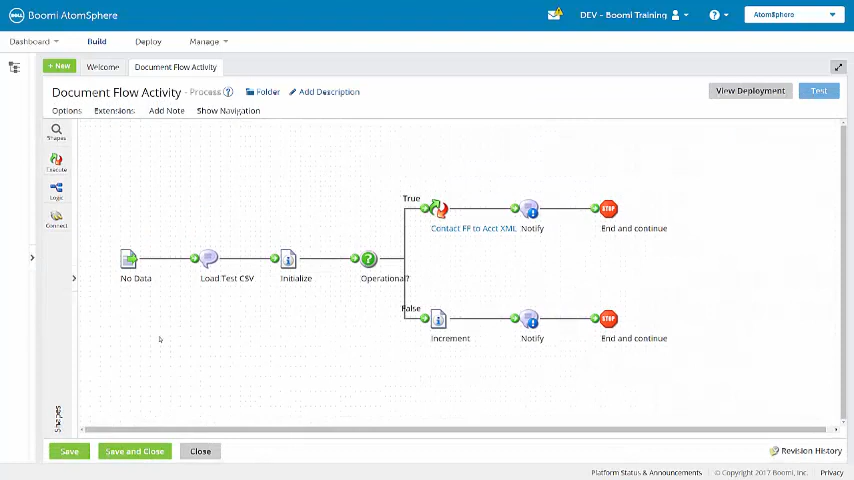 DELL Boomi AtomSphere
DEV - Boomi Training
AtomSphere
Dashboard
Build
Deploy
Manage
+ New
Welcome
Document Flow Activity
Document Flow Activity - Process
Folder
Add Description
View Deployment
Test
Options
Extensions
Add Note
Show Navigation
Shapes
Execute
Logic
Connect
Shapes
No Data
Load Test CSV
Initialize
Operational?
True
Contact FF to Acct XML
Notify
STOP
End and continue
False
Increment
Notify
STOP
End and continue
Save
Save and Close
Close
Revision History
Platform Status & Announcements
© Copyright 2017 Boomi, Inc.
Privacy